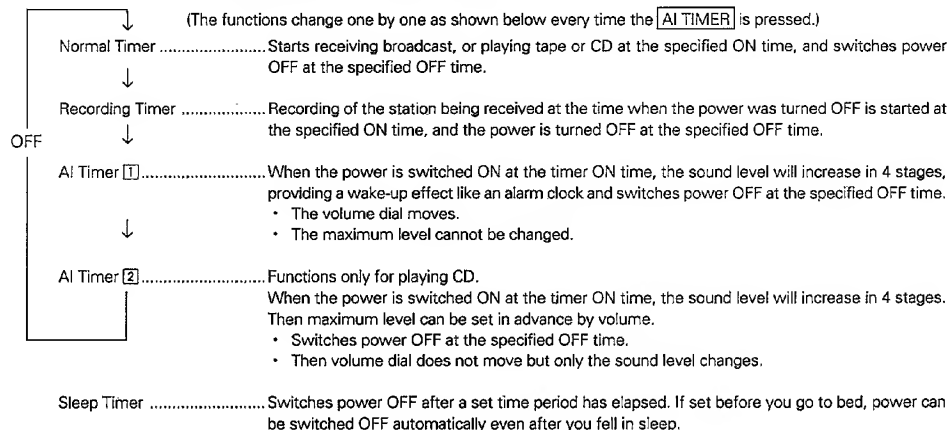 (The functions change one by one as shown below every time the AI TIMER is pressed.)
Normal Timer ........................Starts receiving broadcast, or playing tape or CD at the specified ON time, and switches power
OFF at the specified OFF time.
↓
Recording Timer ....................Recording of the station being received at the time when the power was turned OFF is started at
the specified ON time, and the power is turned OFF at the specified OFF time.
OFF
↓
AI Timer 1............................When the power is switched ON at the timer ON time, the sound level will increase in 4 stages,
providing a wake-up effect like an alarm clock and switches power OFF at the specified OFF time.
・ The volume dial moves.
・ The maximum level cannot be changed.
↓
AI Timer 2............................Functions only for playing CD.
When the power is switched ON at the timer ON time, the sound level will increase in 4 stages.
Then maximum level can be set in advance by volume.
・ Switches power OFF at the specified OFF time.
・ Then volume dial does not move but only the sound level changes.
Sleep Timer ..........................Switches power OFF after a set time period has elapsed. If set before you go to bed, power can
be switched OFF automatically even after you fell in sleep.